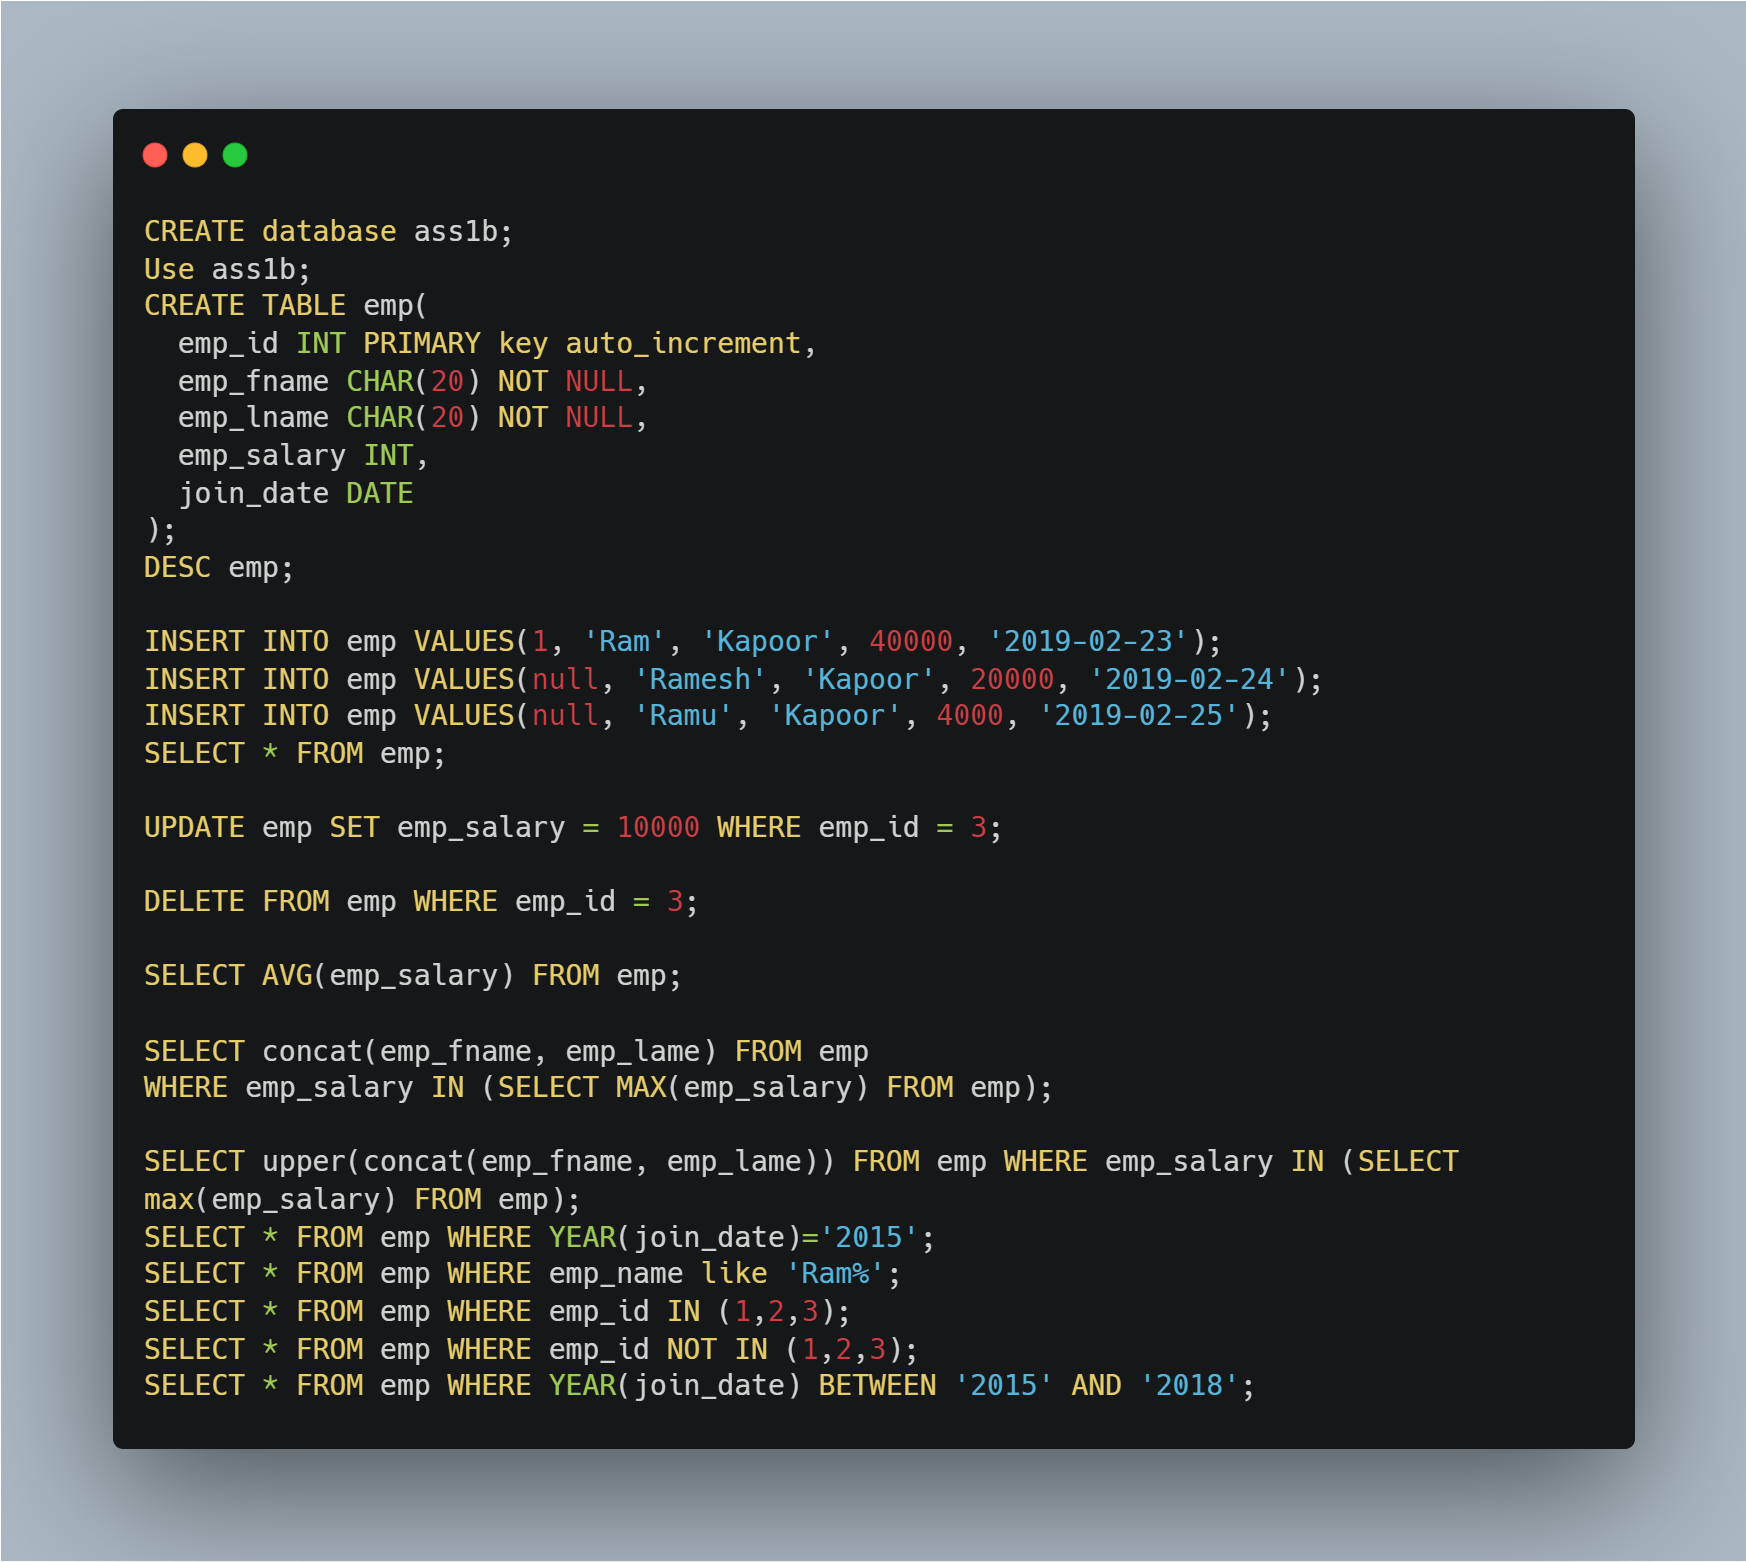 CREATE database ass1b;
Use ass1b;
CREATE TABLE emp(
  emp_id INT PRIMARY key auto_increment,
  emp_fname CHAR(20) NOT NULL,
  emp_lname CHAR(20) NOT NULL,
  emp_salary INT,
  join_date DATE
);
DESC emp;

INSERT INTO emp VALUES(1, 'Ram', 'Kapoor', 40000, '2019-02-23');
INSERT INTO emp VALUES(null, 'Ramesh', 'Kapoor', 20000, '2019-02-24');
INSERT INTO emp VALUES(null, 'Ramu', 'Kapoor', 4000, '2019-02-25');
SELECT * FROM emp;

UPDATE emp SET emp_salary = 10000 WHERE emp_id = 3;

DELETE FROM emp WHERE emp_id = 3;

SELECT AVG(emp_salary) FROM emp;

SELECT concat(emp_fname, emp_lame) FROM emp
WHERE emp_salary IN (SELECT MAX(emp_salary) FROM emp);

SELECT upper(concat(emp_fname, emp_lame)) FROM emp WHERE emp_salary IN (SELECT
max(emp_salary) FROM emp);
SELECT * FROM emp WHERE YEAR(join_date)='2015';
SELECT * FROM emp WHERE emp_name like 'Ram%';
SELECT * FROM emp WHERE emp_id IN (1,2,3);
SELECT * FROM emp WHERE emp_id NOT IN (1,2,3);
SELECT * FROM emp WHERE YEAR(join_date) BETWEEN '2015' AND '2018';